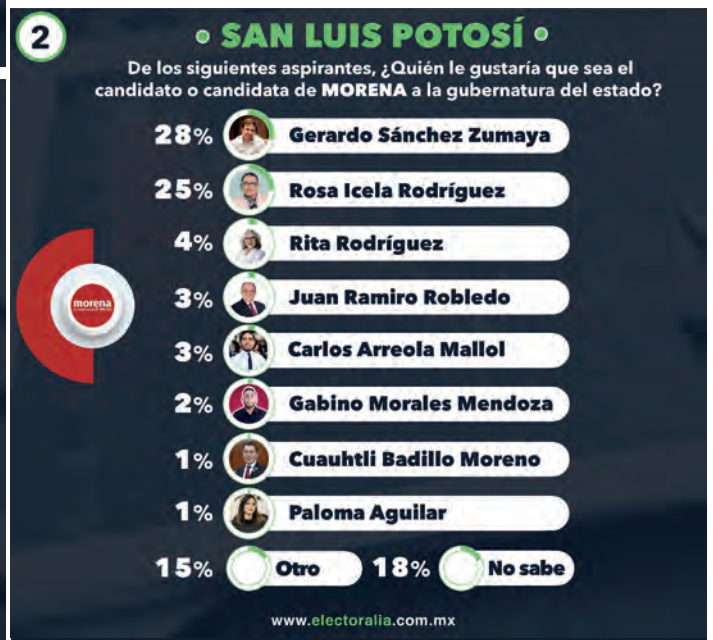 2
• SAN LUIS POTOSÍ •
De los siguientes aspirantes, ¿Quién le gustaría que sea el
candidato o candidata de MORENA a la gubernatura del estado?
28% Gerardo Sánchez Zumaya
25% Rosa Icela Rodríguez
4% Rita Rodríguez
morena
3% Juan Ramiro Robledo
3% Carlos Arreola Mallol
2% Gabino Morales Mendoza
1% Cuauhtli Badillo Moreno
1% Paloma Aguilar
15% Otro 18% No sabe
www.electoralia.com.mx